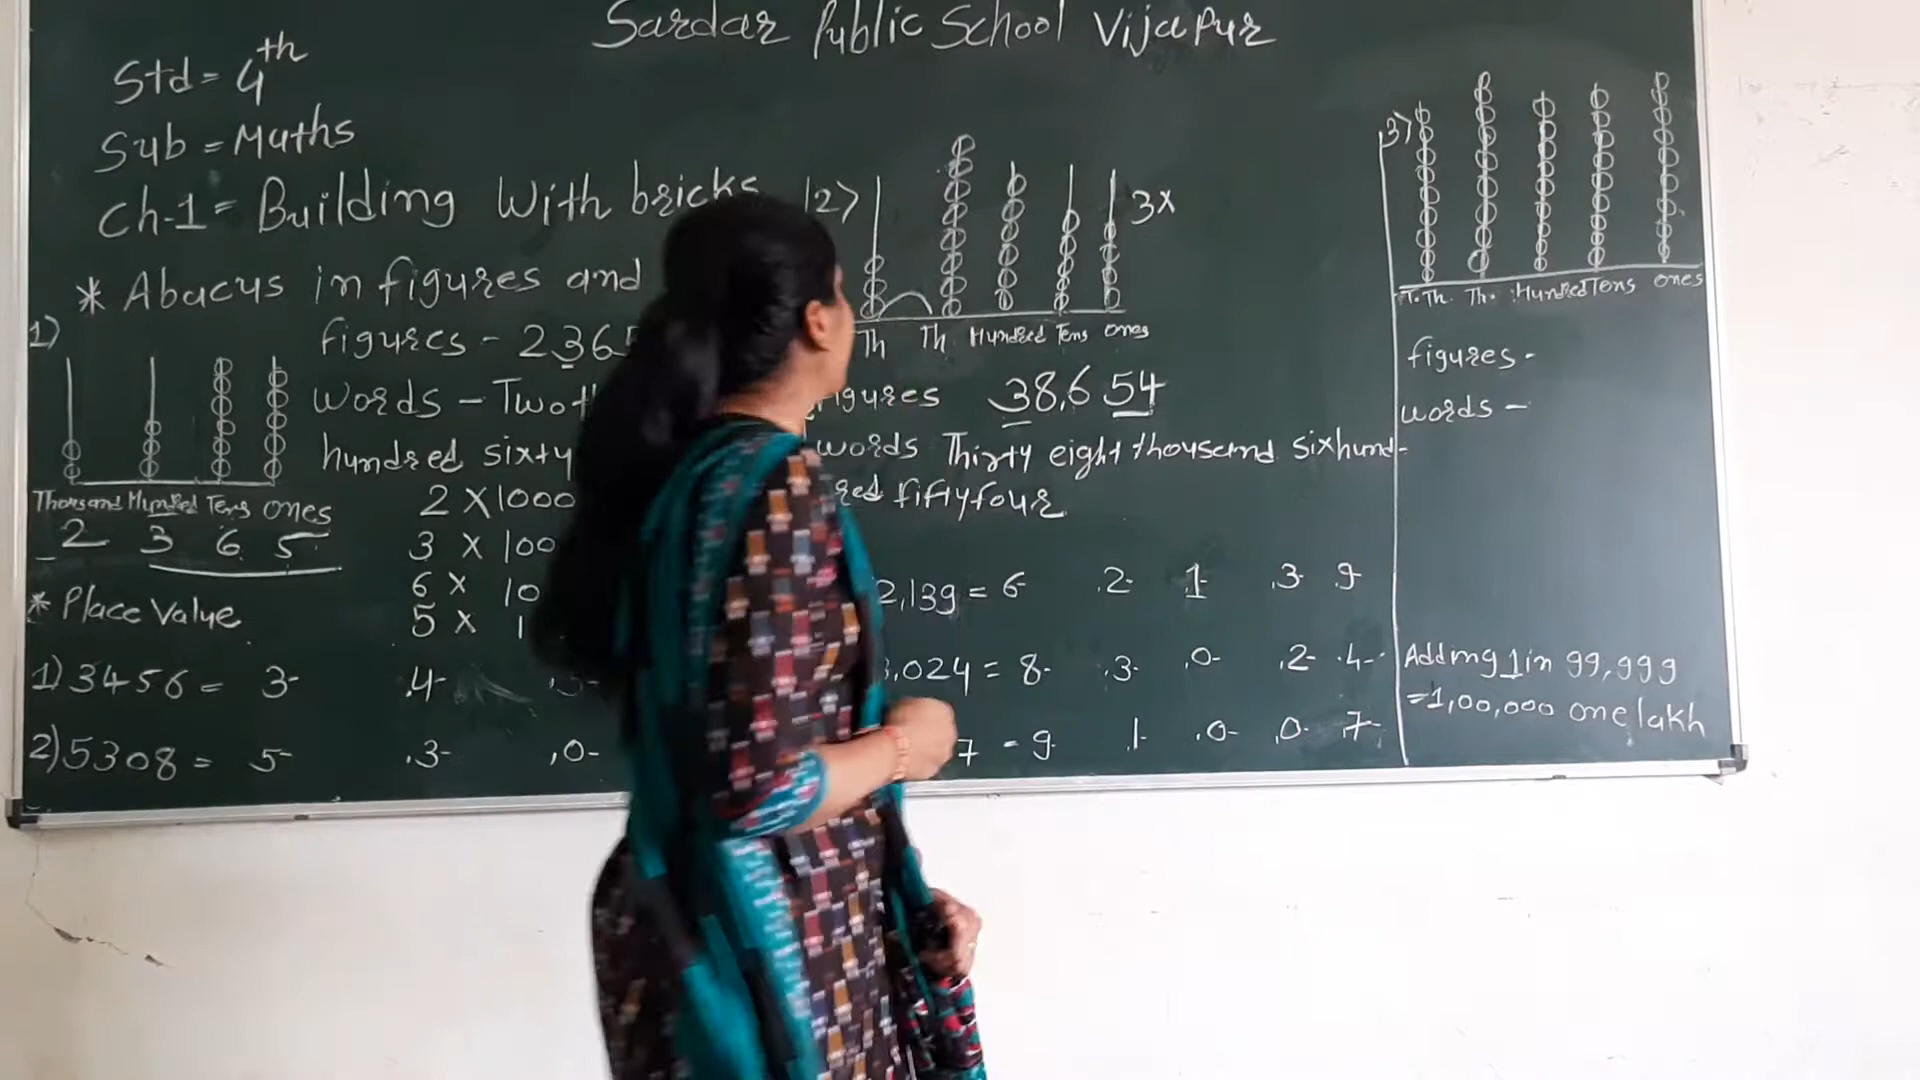 Sardar Public School Vijapur
Std = 4th
Sub = Maths
Ch-1 = Building With bricks
* Abacus in figures and
1)
figures - 2365
words - Two
hundred sixty
Thousand Hundred Tens ones
2 3 6 5
2 X 1000
3 X 100
6 X 10
5 X 1
* Place Value
1) 3456 = 3- .4-
2) 5308 = 5- .3- ,0-
2) 3x
Th Th Hundred Tens ones
figures 38,654
words Thirty eight thousand sixhund-
red fiftyfour
2,139 = 6- .2- 1- .3- 9-
,024 = 8- .3- .0- .2- .4-
7 = 9- 1- .0- .0- .7-
3)
T.Th. Th. Hundred Tens ones
figures -
words -
Adding 1 in 99,999
=1,00,000 one lakh